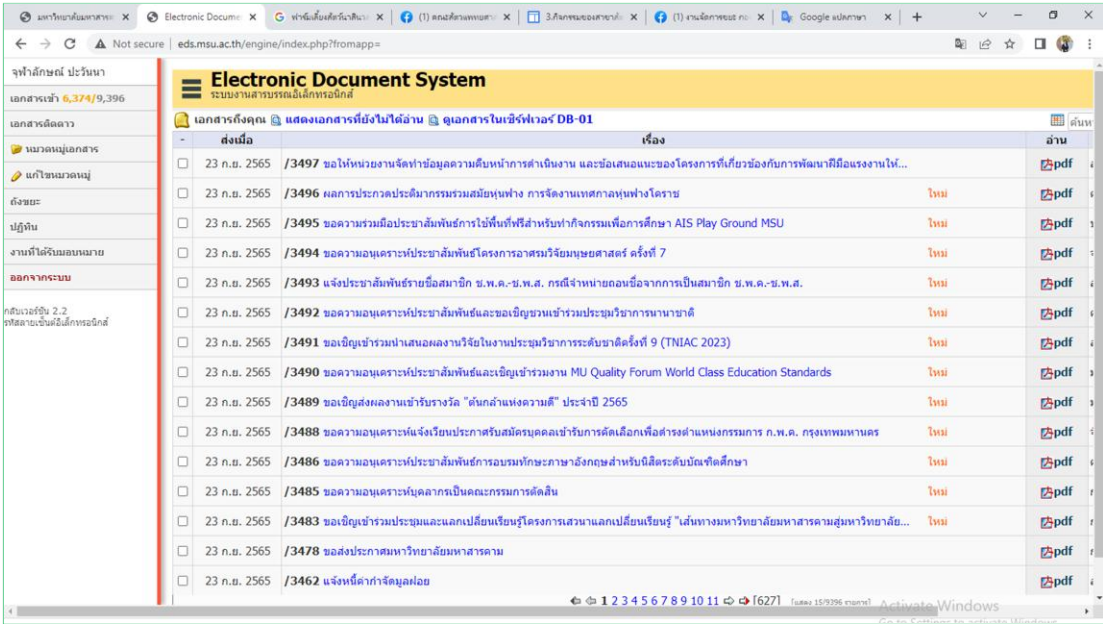 Electronic Docume
(1)
(1)
Google แปลภาษา
Not secure eds.msu.ac.th/engine/index.php?fromapp=
จุฬาลักษณ์ ปะวันนา
เอกสารเข้า 6,374/9,396
เอกสารติดดาว
หมวดหมู่เอกสาร
แก้ไขหมวดหมู่
ถังขยะ
ปฏิทิน
งานที่ได้รับมอบหมาย
ออกจากระบบ
กลับเวอร์ชัน 2.2
รหัสลายเซ็นต์อิเล็กทรอนิกส์
Electronic Document System
ระบบงานสารบรรณอิเล็กทรอนิกส์
เอกสารถึงคุณ แสดงเอกสารที่ยังไม่ได้อ่าน ดูเอกสารในเซิร์ฟเวอร์ DB-01
- ส่งเมื่อ เรื่อง อ่าน
23 ก.ย. 2565 /3497 ขอให้หน่วยงานจัดทำข้อมูลความคืบหน้าการดำเนินงาน และข้อเสนอแนะของโครงการที่เกี่ยวข้องกับการพัฒนาฝีมือแรงงานให้... pdf
23 ก.ย. 2565 /3496 ผลการประกวดประติมากรรมร่วมสมัยหุ่นฟาง การจัดงานเทศกาลหุ่นฟางโคราช ใหม่ pdf
23 ก.ย. 2565 /3495 ขอความร่วมมือประชาสัมพันธ์การใช้พื้นที่ฟรีสำหรับทำกิจกรรมเพื่อการศึกษา AIS Play Ground MSU ใหม่ pdf
23 ก.ย. 2565 /3494 ขอความอนุเคราะห์ประชาสัมพันธ์โครงการอาศรมวิจัยมนุษยศาสตร์ ครั้งที่ 7 ใหม่ pdf
23 ก.ย. 2565 /3493 แจ้งประชาสัมพันธ์รายชื่อสมาชิก ช.พ.ค.-ช.พ.ส. กรณีจำหน่ายถอนชื่อจากการเป็นสมาชิก ช.พ.ค.-ช.พ.ส. ใหม่ pdf
23 ก.ย. 2565 /3492 ขอความอนุเคราะห์ประชาสัมพันธ์และขอเชิญชวนเข้าร่วมประชุมวิชาการนานาชาติ ใหม่ pdf
23 ก.ย. 2565 /3491 ขอเชิญเข้าร่วมนำเสนอผลงานวิจัยในงานประชุมวิชาการระดับชาติครั้งที่ 9 (TNIAC 2023) ใหม่ pdf
23 ก.ย. 2565 /3490 ขอความอนุเคราะห์ประชาสัมพันธ์และเชิญเข้าร่วมงาน MU Quality Forum World Class Education Standards ใหม่ pdf
23 ก.ย. 2565 /3489 ขอเชิญส่งผลงานเข้ารับรางวัล "ต้นกล้าแห่งความดี" ประจำปี 2565 ใหม่ pdf
23 ก.ย. 2565 /3488 ขอความอนุเคราะห์แจ้งเวียนประกาศรับสมัครบุคคลเข้ารับการคัดเลือกเพื่อดำรงตำแหน่งกรรมการ ก.พ.ค. กรุงเทพมหานคร ใหม่ pdf
23 ก.ย. 2565 /3486 ขอความอนุเคราะห์ประชาสัมพันธ์การอบรมทักษะภาษาอังกฤษสำหรับนิสิตระดับบัณฑิตศึกษา ใหม่ pdf
23 ก.ย. 2565 /3485 ขอความอนุเคราะห์บุคลากรเป็นคณะกรรมการตัดสิน ใหม่ pdf
23 ก.ย. 2565 /3483 ขอเชิญเข้าร่วมประชุมและแลกเปลี่ยนเรียนรู้โครงการเสวนาแลกเปลี่ยนเรียนรู้ "เส้นทางมหาวิทยาลัยมหาสารคามสู่มหาวิทยาลัย... ใหม่ pdf
23 ก.ย. 2565 /3478 ขอส่งประกาศมหาวิทยาลัยมหาสารคาม pdf
23 ก.ย. 2565 /3462 แจ้งหนี้ค่ากำจัดมูลฝอย pdf
1 2 3 4 5 6 7 8 9 10 11 [627] [แสดง 15/9396 รายการ]
Activate Windows
Go to Settings to activate Windows.